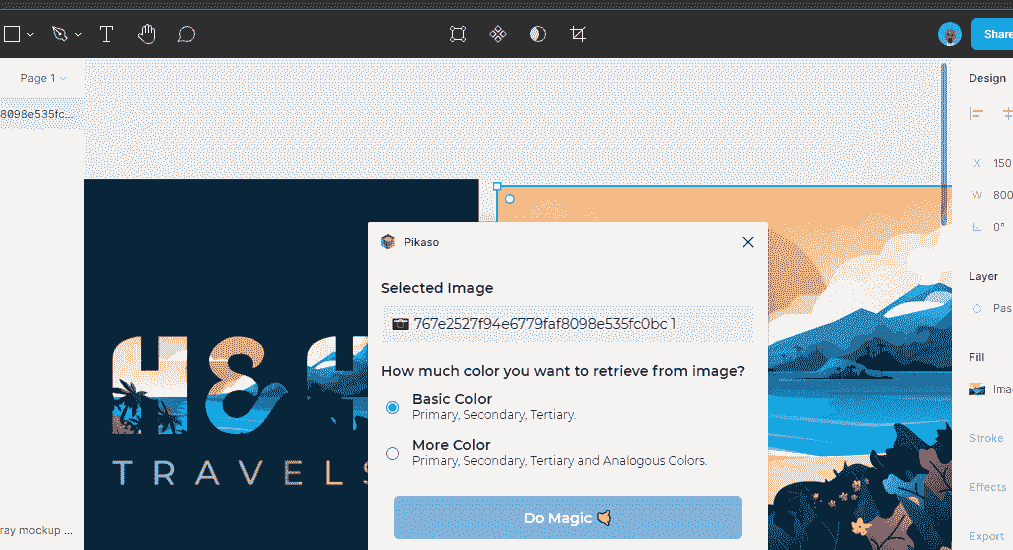 Share
Page 1
Design
8098e535fc...
X 150
W 800
0°
Pikaso
Selected Image
767e2527f94e6779faf8098e535fc0bc 1
How much color you want to retrieve from image?
Basic Color
Primary, Secondary, Tertiary.
More Color
Primary, Secondary, Tertiary and Analogous Colors.
Do Magic
H&H
TRAVELS
ray mockup ...
Layer
Pas
Fill
Ima
Stroke
Effects
Export